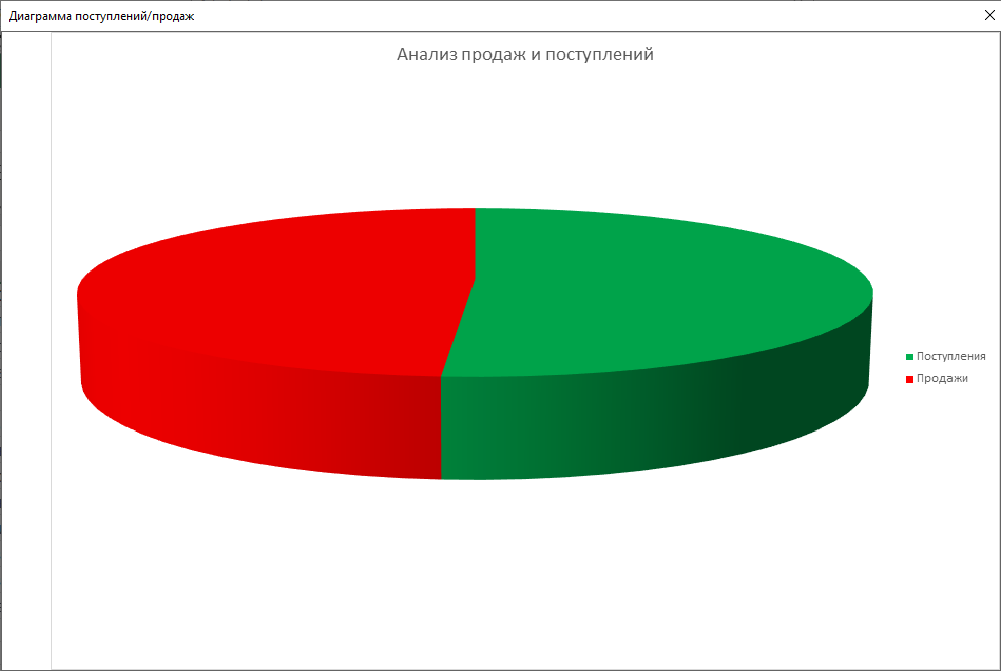 Диаграмма поступлений/продаж
Анализ продаж и поступлений
Поступления
Продажи